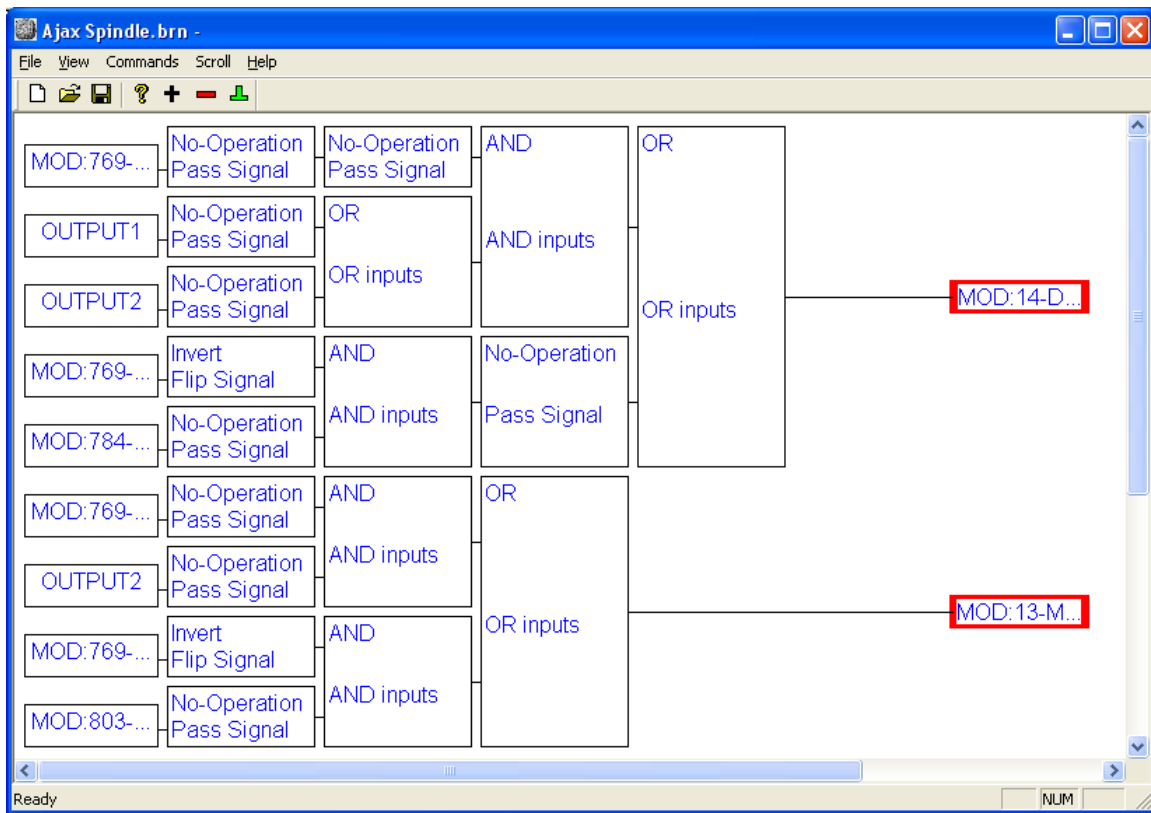 Ajax Spindle.brn -
File View Commands Scroll Help
MOD:769-...
No-Operation
Pass Signal
No-Operation
Pass Signal
AND
AND inputs
OR
OR inputs
OUTPUT1
No-Operation
Pass Signal
OR
OR inputs
OUTPUT2
No-Operation
Pass Signal
MOD:14-D...
MOD:769-...
Invert
Flip Signal
AND
AND inputs
No-Operation
Pass Signal
MOD:784-...
No-Operation
Pass Signal
MOD:769-...
No-Operation
Pass Signal
AND
AND inputs
OR
OR inputs
OUTPUT2
No-Operation
Pass Signal
MOD:13-M...
MOD:769-...
Invert
Flip Signal
AND
AND inputs
MOD:803-...
No-Operation
Pass Signal
Ready
NUM